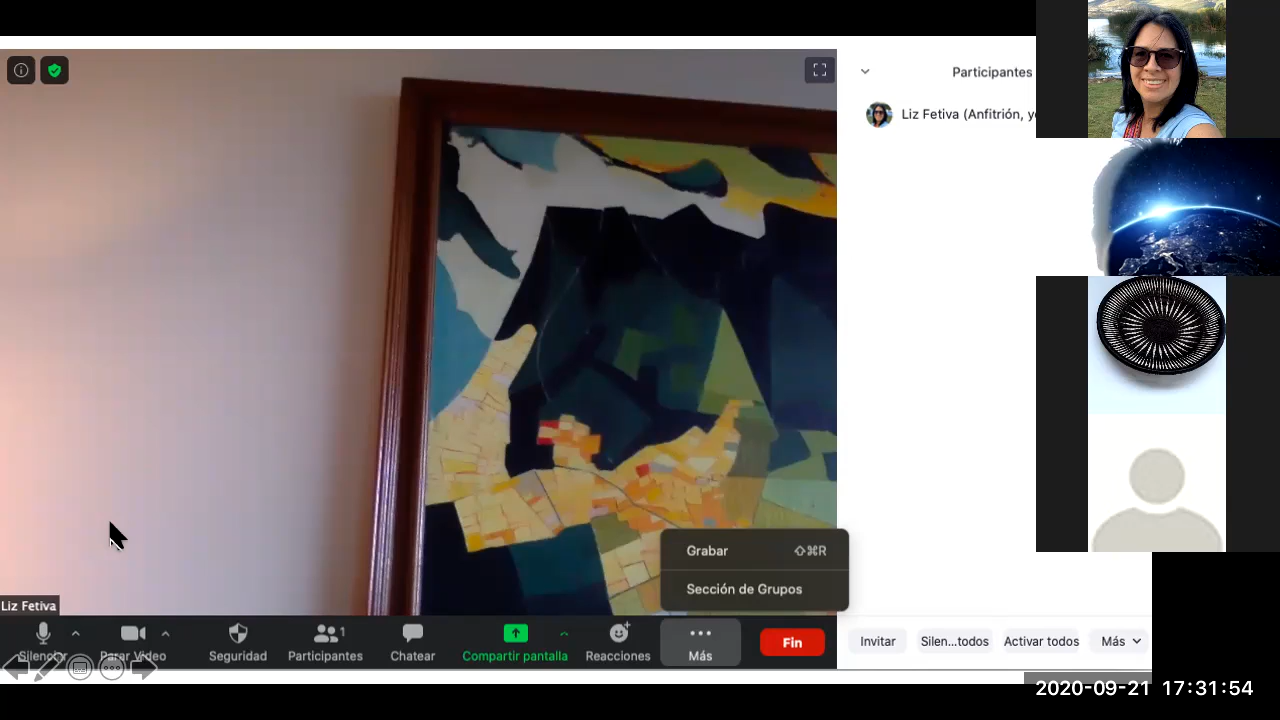 Participantes
Liz Fetiva (Anfitrión, y
Grabar ⇧⌘R
Sección de Grupos
Liz Fetiva
Silenciar
Parar Video
Seguridad
1
Participantes
Chatear
Compartir pantalla
Reacciones
Más
Fin
Invitar
Silen...todos
Activar todos
Más
2020-09-21 17:31:54